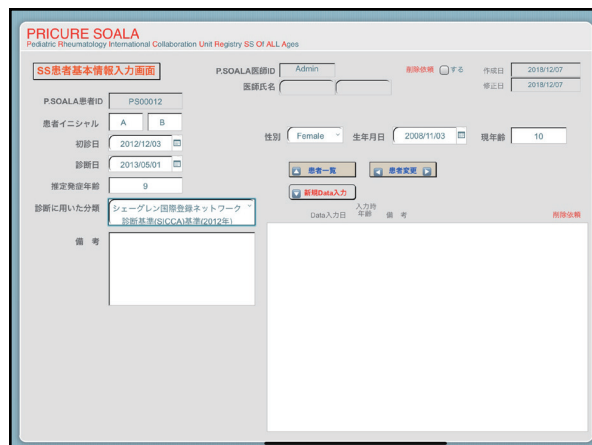 PRICURE SOALA
Pediatric Rheumatology International Collaboration Unit Registry SS Of ALL Ages
SS患者基本情報入力画面
P.SOALA医師ID Admin 削除依頼 する 作成日 2018/12/07
医師氏名 修正日 2018/12/07
P.SOALA患者ID PS00012
患者イニシャル A B
性別 Female 生年月日 2008/11/03 現年齢 10
初診日 2012/12/03
診断日 2013/05/01
患者一覧 患者変更
推定発症年齢 9
新規Data入力
診断に用いた分類 シェーグレン国際登録ネットワーク
診断基準(SICCA)基準(2012年)
Data入力日 入力時年齢 備 考 削除依頼
備 考